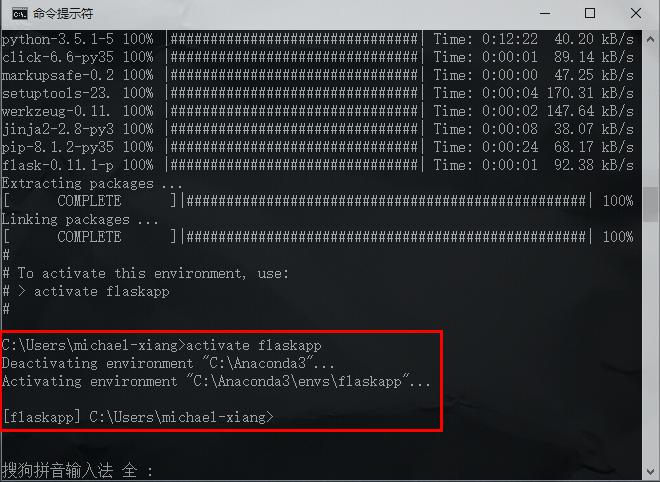 命令提示符
python-3.5.1-5 100% |###############################| Time: 0:12:22  40.20 kB/s
click-6.6-py35 100% |###############################| Time: 0:00:01  89.14 kB/s
markupsafe-0.2 100% |###############################| Time: 0:00:00  47.25 kB/s
setuptools-23. 100% |###############################| Time: 0:00:04 170.31 kB/s
werkzeug-0.11. 100% |###############################| Time: 0:00:02 147.64 kB/s
jinja2-2.8-py3 100% |###############################| Time: 0:00:08  38.07 kB/s
pip-8.1.2-py35 100% |###############################| Time: 0:00:24  68.17 kB/s
flask-0.11.1-p 100% |###############################| Time: 0:00:01  92.38 kB/s
Extracting packages ...
[      COMPLETE      ]|##################################################| 100%
Linking packages ...
[      COMPLETE      ]|##################################################| 100%
#
# To activate this environment, use:
# > activate flaskapp
#
C:\Users\michael-xiang>activate flaskapp
Deactivating environment "C:\Anaconda3"...
Activating environment "C:\Anaconda3\envs\flaskapp"...
[flaskapp] C:\Users\michael-xiang>
搜狗拼音输入法 全 :